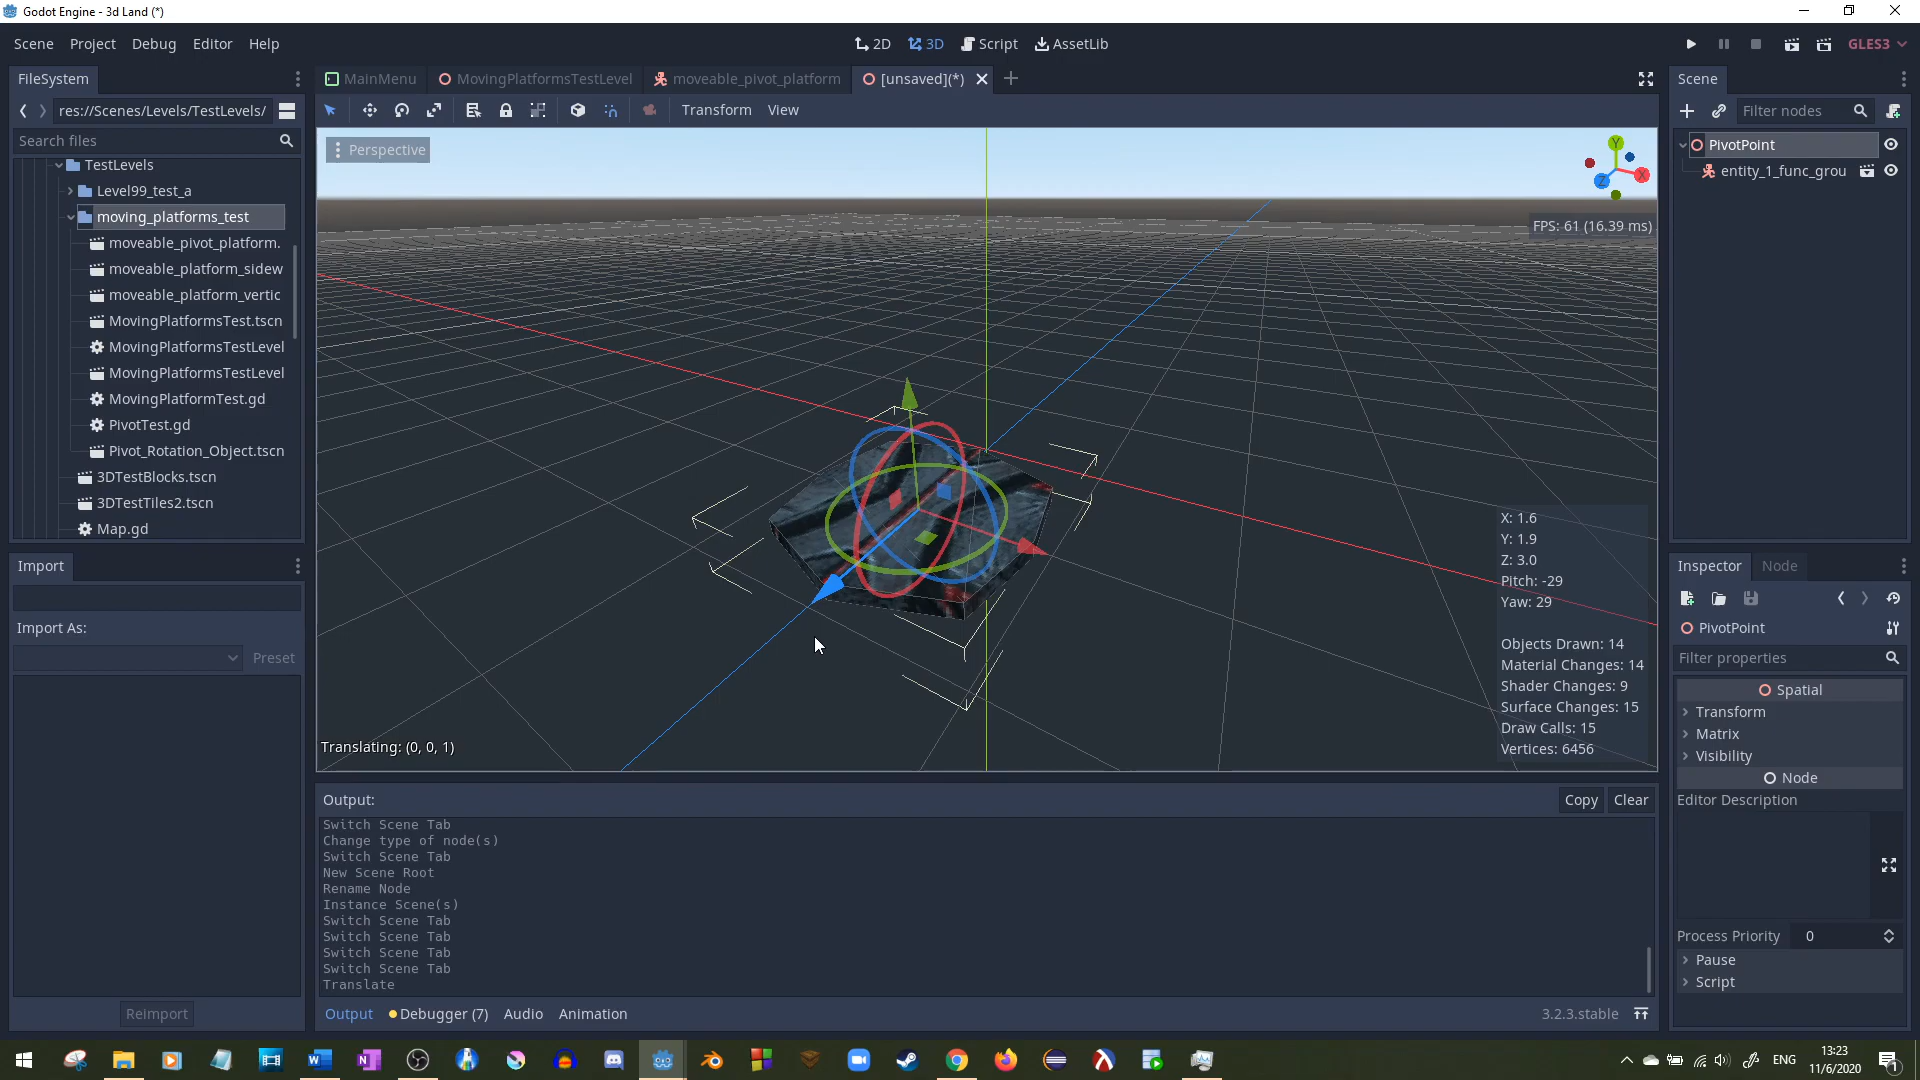 Godot Engine - 3d Land (*)
Scene Project Debug Editor Help
2D 3D Script AssetLib
GLES3
FileSystem
MainMenu MovingPlatformsTestLevel moveable_pivot_platform [unsaved](*)
Scene
res://Scenes/Levels/TestLevels/
Transform View
Filter nodes
Search files
Perspective
PivotPoint
entity_1_func_grou
TestLevels
Level99_test_a
moving_platforms_test
moveable_pivot_platform.
moveable_platform_sidew
moveable_platform_vertic
MovingPlatformsTest.tscn
MovingPlatformsTestLevel
MovingPlatformsTestLevel
MovingPlatformTest.gd
PivotTest.gd
Pivot_Rotation_Object.tscn
3DTestBlocks.tscn
3DTestTiles2.tscn
Map.gd
Y
X
Z
FPS: 61 (16.39 ms)
X: 1.6
Y: 1.9
Z: 3.0
Pitch: -29
Yaw: 29
Objects Drawn: 14
Material Changes: 14
Shader Changes: 9
Surface Changes: 15
Draw Calls: 15
Vertices: 6456
Translating: (0, 0, 1)
Import
Import As:
Preset
Reimport
Output:
Copy Clear
Switch Scene Tab
Change type of node(s)
Switch Scene Tab
New Scene Root
Rename Node
Instance Scene(s)
Switch Scene Tab
Switch Scene Tab
Switch Scene Tab
Switch Scene Tab
Translate
Output Debugger (7) Audio Animation
3.2.3.stable
Inspector Node
PivotPoint
Filter properties
Spatial
Transform
Matrix
Visibility
Node
Editor Description
Process Priority 0
Pause
Script
ENG
13:23
11/6/2020
1